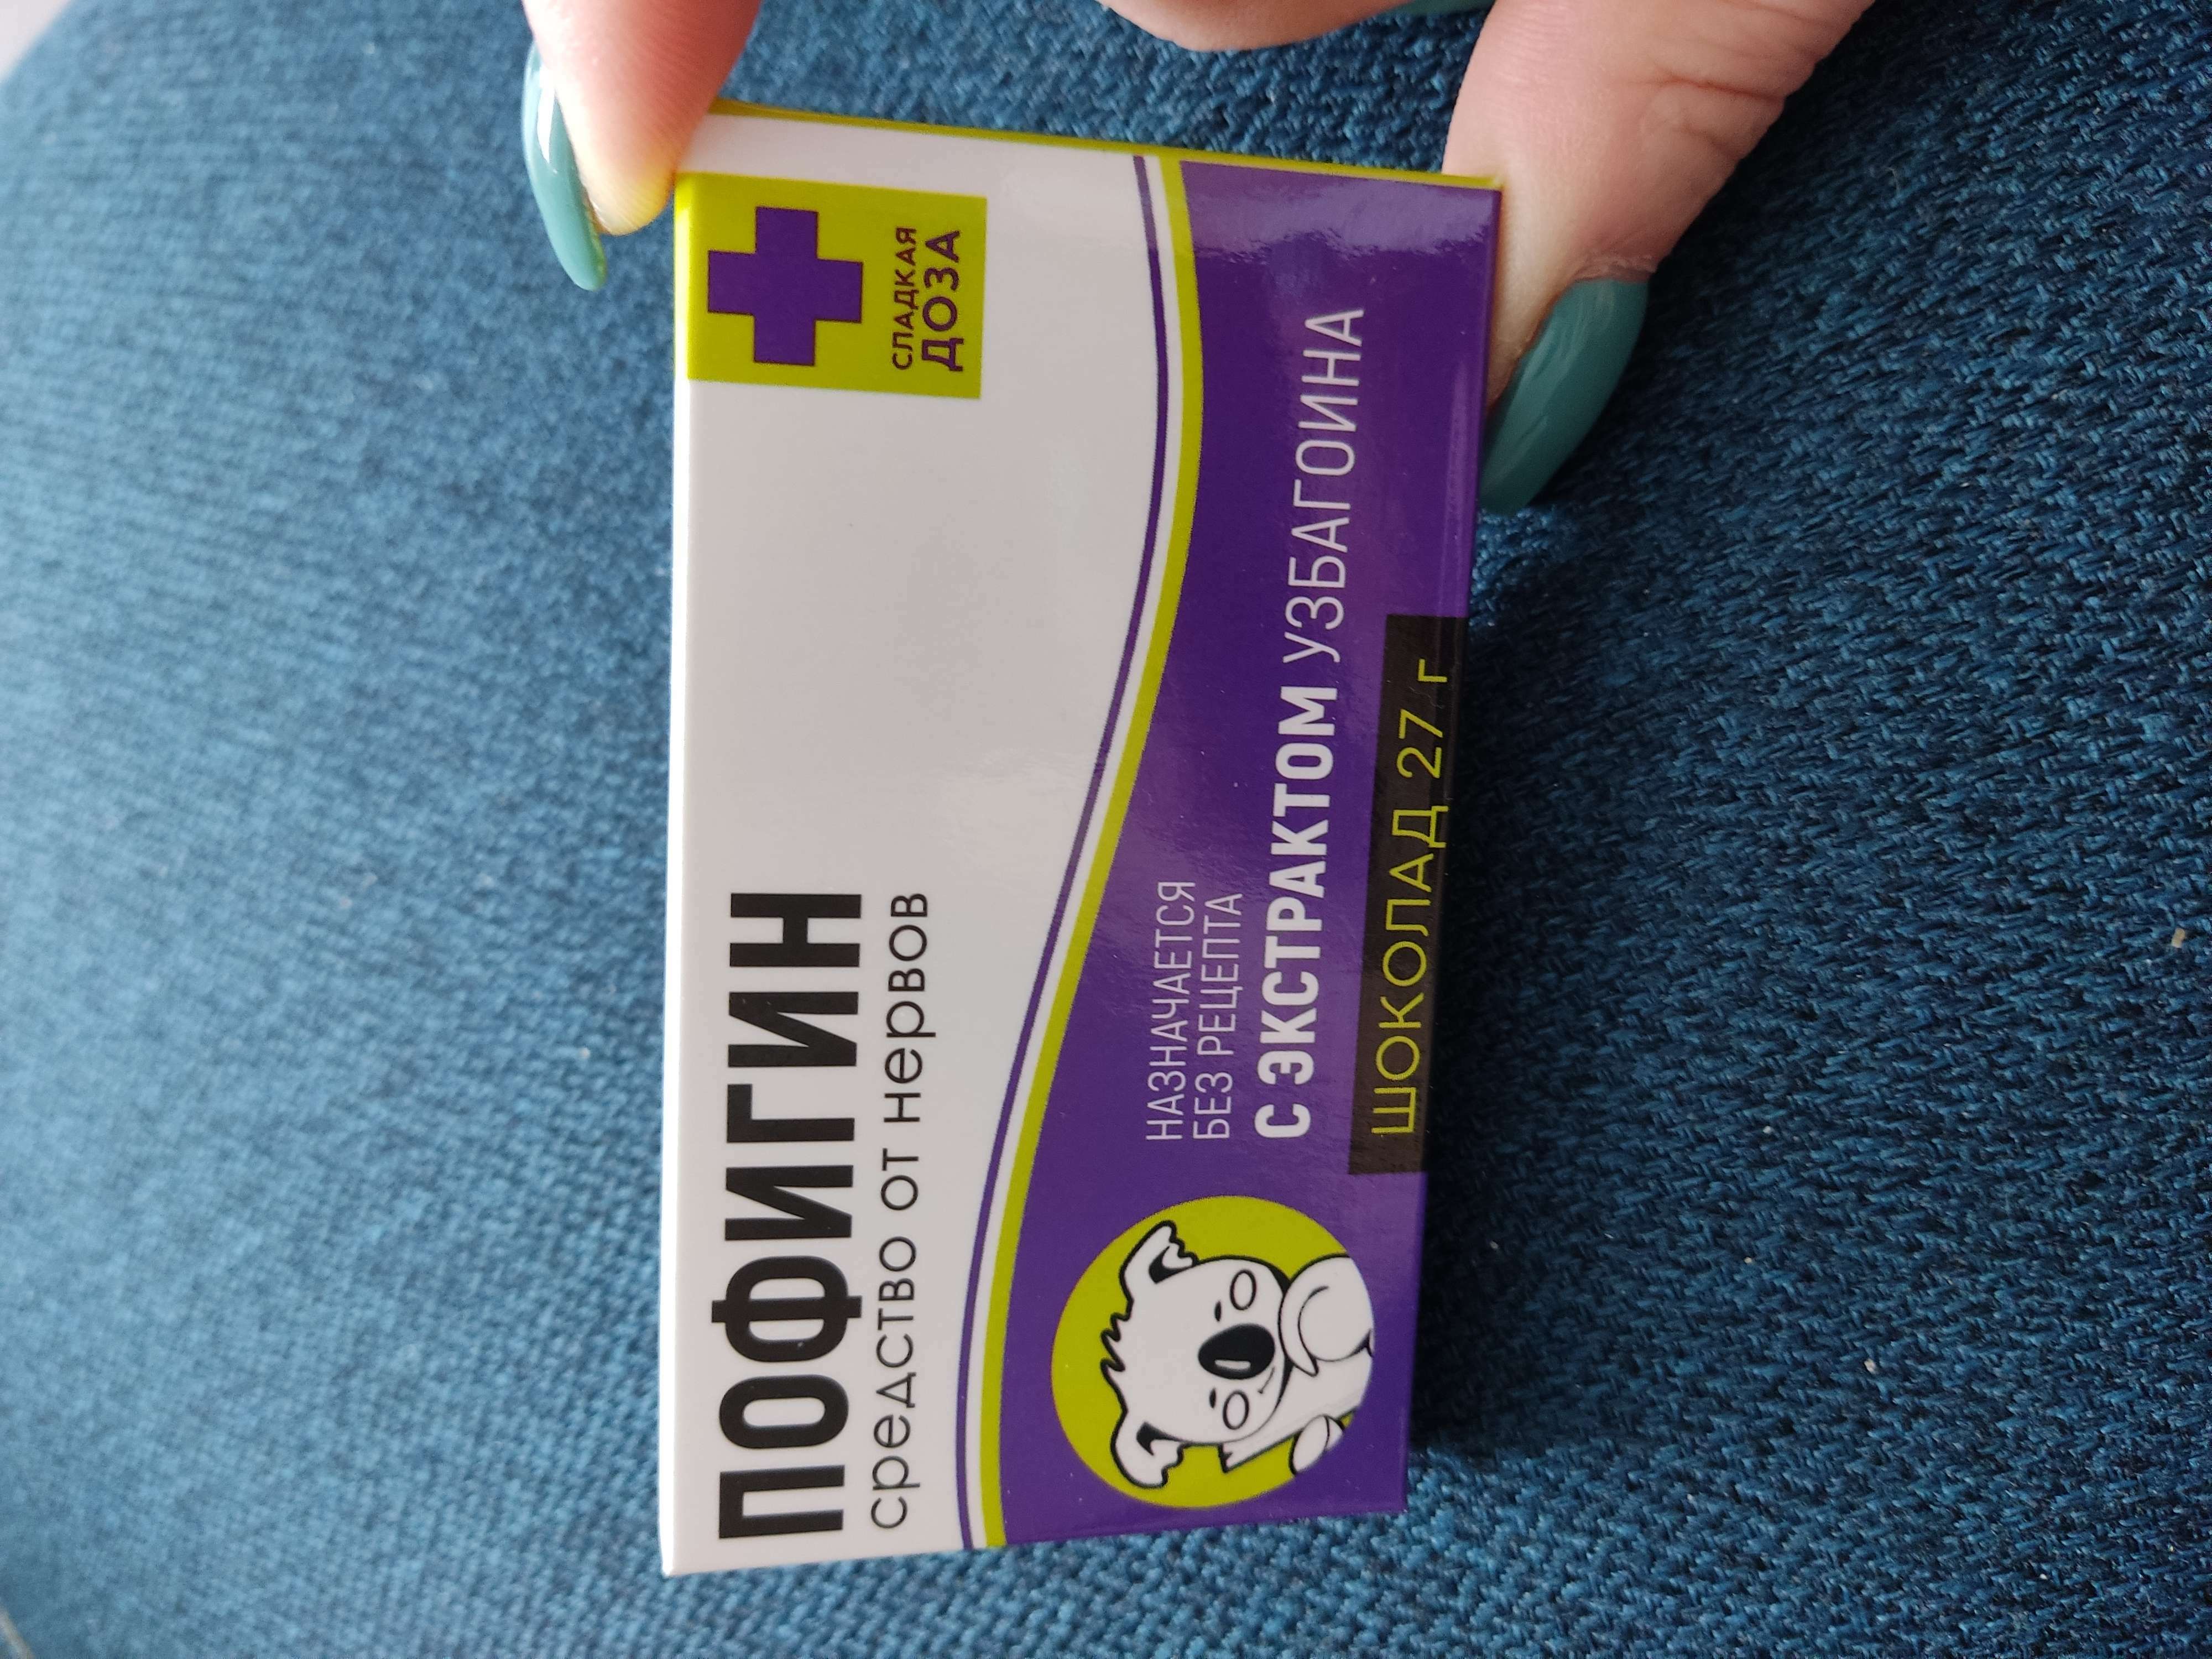 ПОФИГИН
средство от нервов
СЛАДКАЯ
ДОЗА
НАЗНАЧАЕТСЯ
БЕЗ РЕЦЕПТА
С ЭКСТРАКТОМ УЗБАГОИНА
ШОКОЛАД 27 г